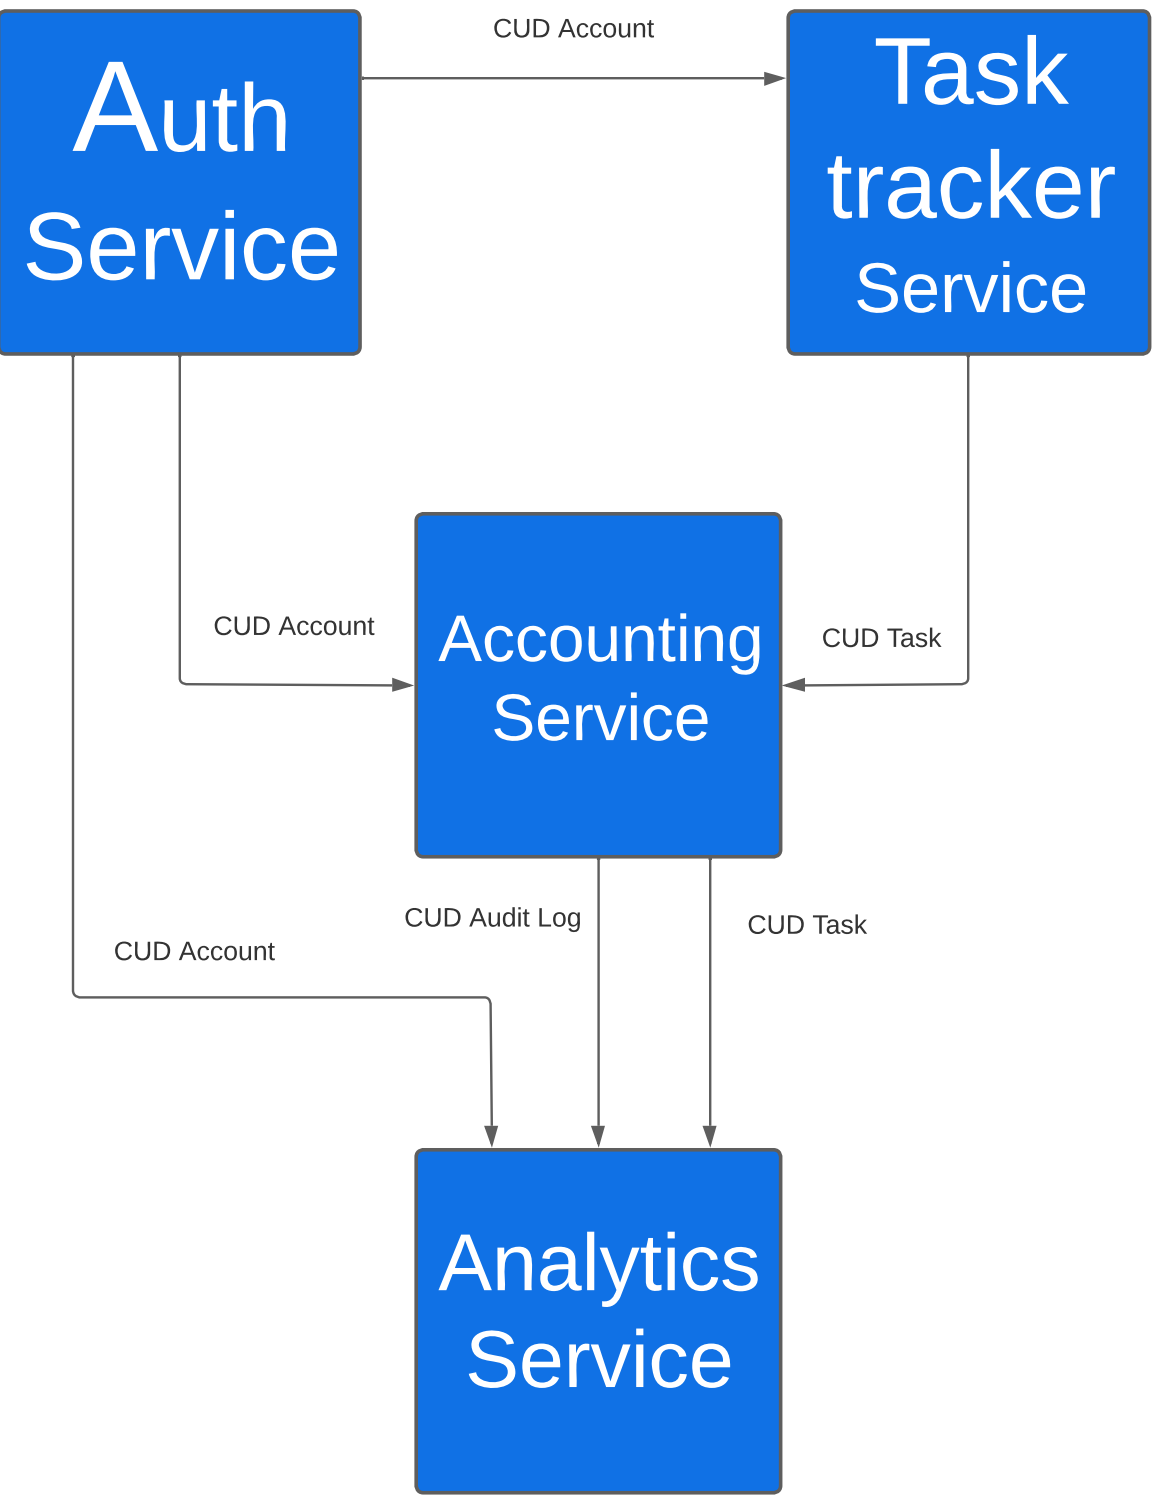 Auth
Service
CUD Account
Task
tracker
Service
CUD Account
Accounting
Service
CUD Task
CUD Account
CUD Audit Log
CUD Task
Analytics
Service